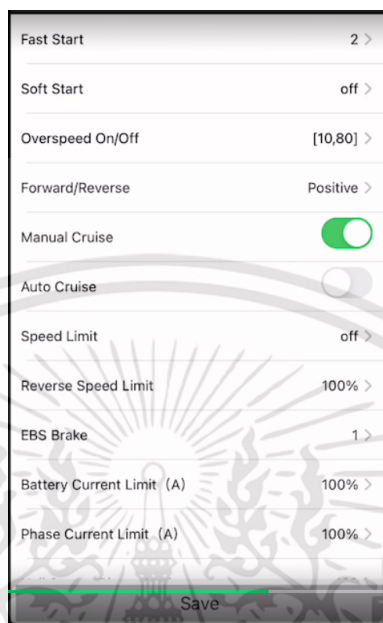 Fast Start 2 >
Soft Start off >
Overspeed On/Off [10,80] >
Forward/Reverse Positive >
Manual Cruise
Auto Cruise
Speed Limit off >
Reverse Speed Limit 100% >
EBS Brake 1 >
Battery Current Limit（A） 100% >
Phase Current Limit（A） 100% >
Save